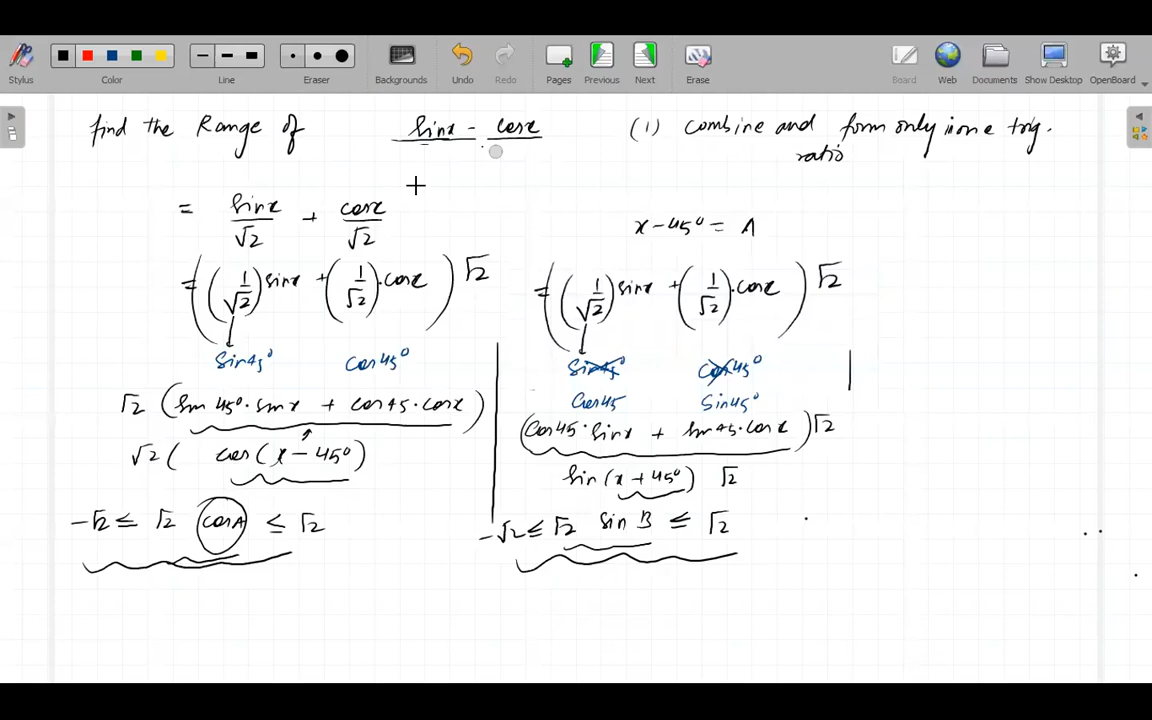 Stylus Color Line Eraser Backgrounds Undo Redo Pages Previous Next Erase Board Web Documents Show Desktop OpenBoard
find the Range of sinx - cosx (1) combine and form only in one trig.
ratio
= sinx/√2 + cosx/√2
+
x-45° = A
= ((1/√2) sinx + (1/√2).cosx) √2
= ((1/√2) sinx + (1/√2).cosx) √2
Sin45° Cos45°
Sin45° Cos45°
Cos45 Sin45°
√2 (Sin 45°.sinx + cos45.cosx)
(Cos45.sinx + sin45.cosx)√2
√2 ( cos(x-45°)
sin(x+45°) √2
-√2 ≤ √2 cosA ≤ √2
-√2 ≤ √2 sin B ≤ √2